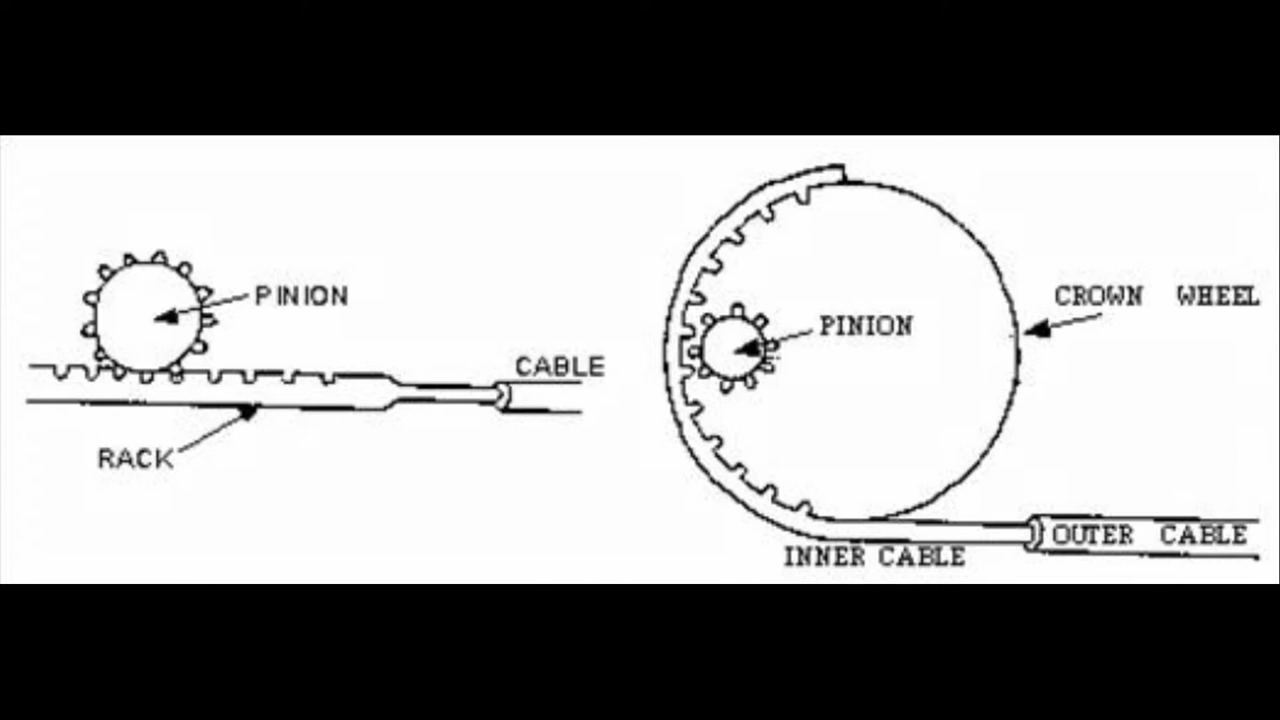 PINION
CABLE
RACK
CROWN WHEEL
PINION
OUTER CABLE
INNER CABLE